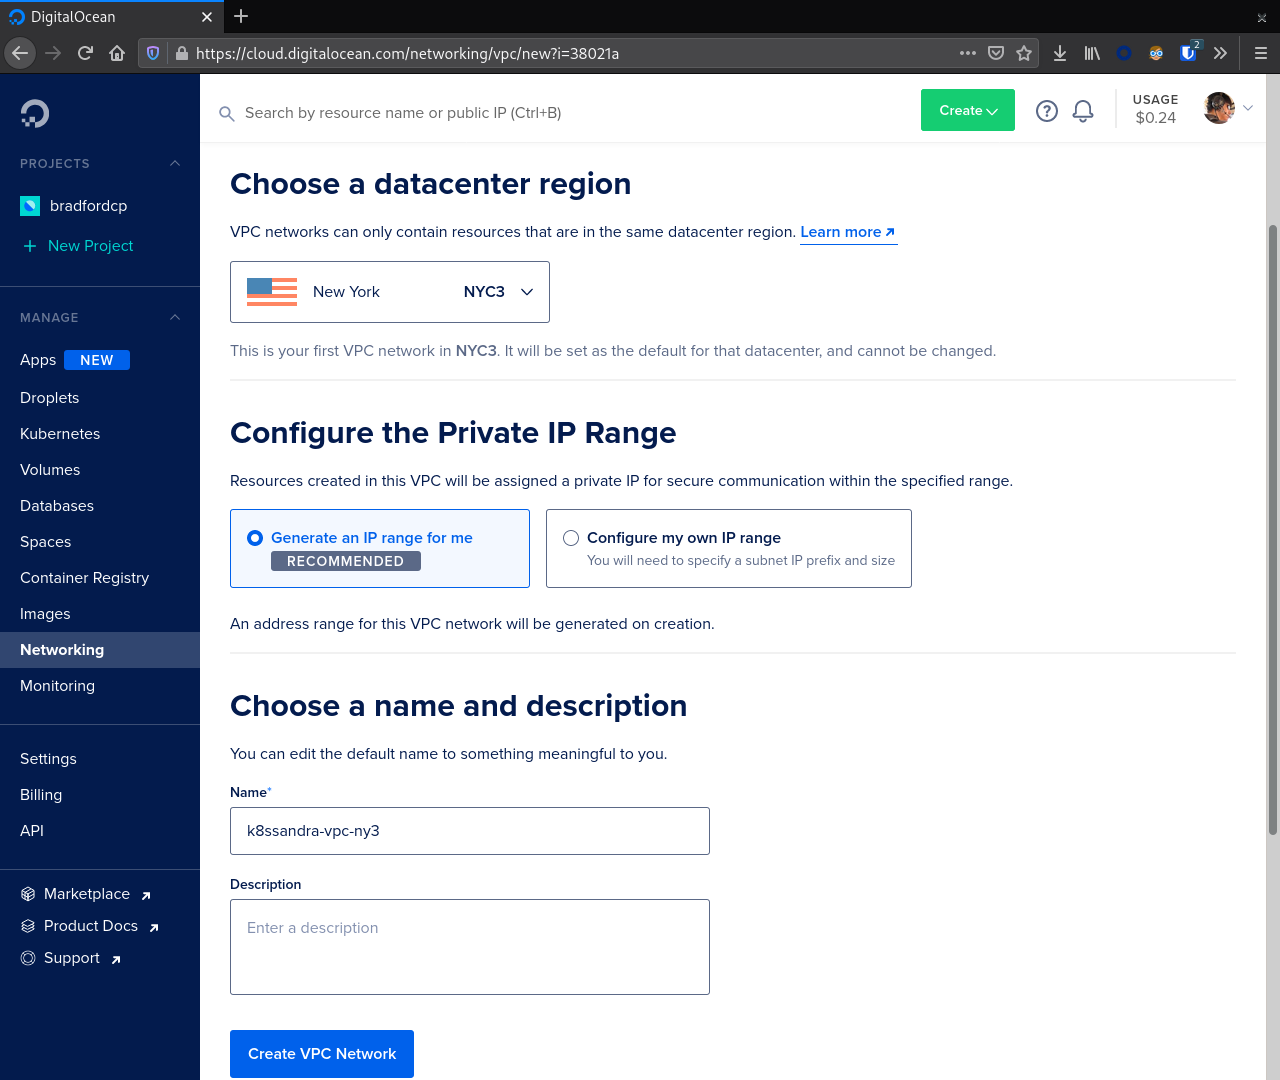 DigitalOcean
https://cloud.digitalocean.com/networking/vpc/new?i=38021a
2
Search by resource name or public IP (Ctrl+B)
Create
USAGE
$0.24
PROJECTS
bradfordcp
New Project
MANAGE
Apps NEW
Droplets
Kubernetes
Volumes
Databases
Spaces
Container Registry
Images
Networking
Monitoring
Settings
Billing
API
Marketplace
Product Docs
Support
Choose a datacenter region
VPC networks can only contain resources that are in the same datacenter region. Learn more
New York NYC3
This is your first VPC network in NYC3. It will be set as the default for that datacenter, and cannot be changed.
Configure the Private IP Range
Resources created in this VPC will be assigned a private IP for secure communication within the specified range.
Generate an IP range for me
RECOMMENDED
Configure my own IP range
You will need to specify a subnet IP prefix and size
An address range for this VPC network will be generated on creation.
Choose a name and description
You can edit the default name to something meaningful to you.
Name*
k8ssandra-vpc-ny3
Description
Enter a description
Create VPC Network